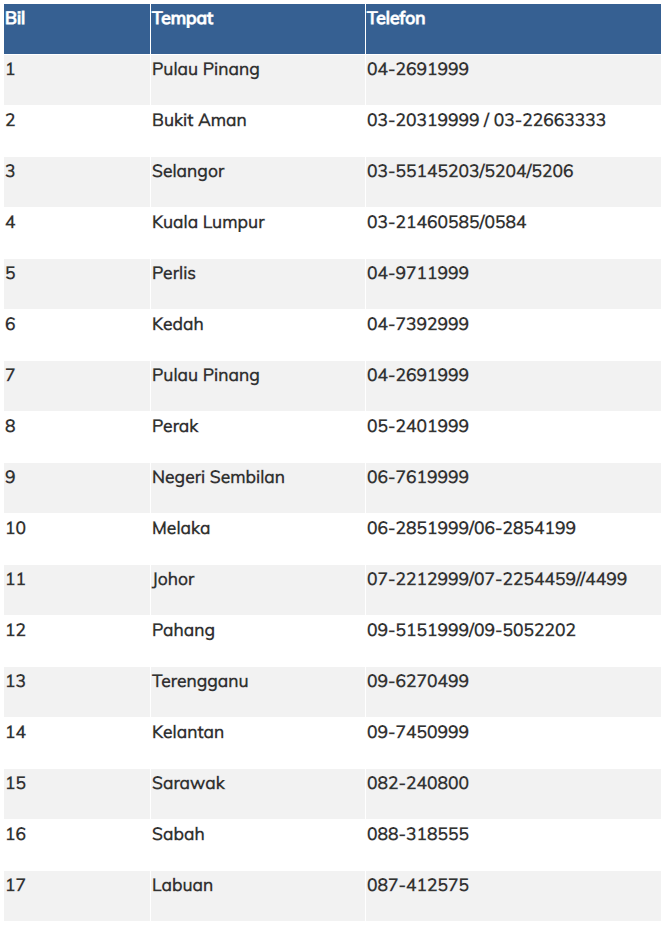 Bil Tempat Telefon
1 Pulau Pinang 04-2691999
2 Bukit Aman 03-20319999 / 03-22663333
3 Selangor 03-55145203/5204/5206
4 Kuala Lumpur 03-21460585/0584
5 Perlis 04-9711999
6 Kedah 04-7392999
7 Pulau Pinang 04-2691999
8 Perak 05-2401999
9 Negeri Sembilan 06-7619999
10 Melaka 06-2851999/06-2854199
11 Johor 07-2212999/07-2254459//4499
12 Pahang 09-5151999/09-5052202
13 Terengganu 09-6270499
14 Kelantan 09-7450999
15 Sarawak 082-240800
16 Sabah 088-318555
17 Labuan 087-412575